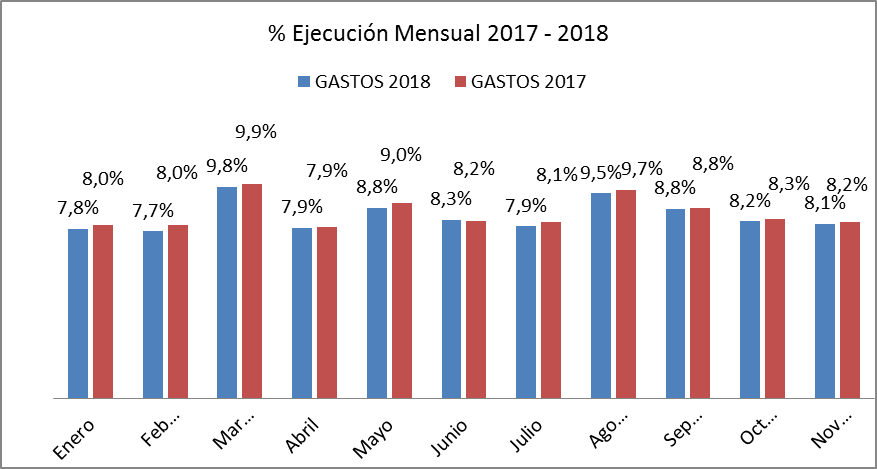 % Ejecución Mensual 2017 - 2018
GASTOS 2018 GASTOS 2017
7,8% 8,0% 7,7% 8,0% 9,8% 9,9% 7,9% 7,9% 8,8% 9,0% 8,3% 8,2% 7,9% 8,1% 9,5% 9,7% 8,8% 8,8% 8,2% 8,3% 8,1% 8,2%
Enero Feb... Mar... Abril Mayo Junio Julio Ago... Sep... Oct... Nov...